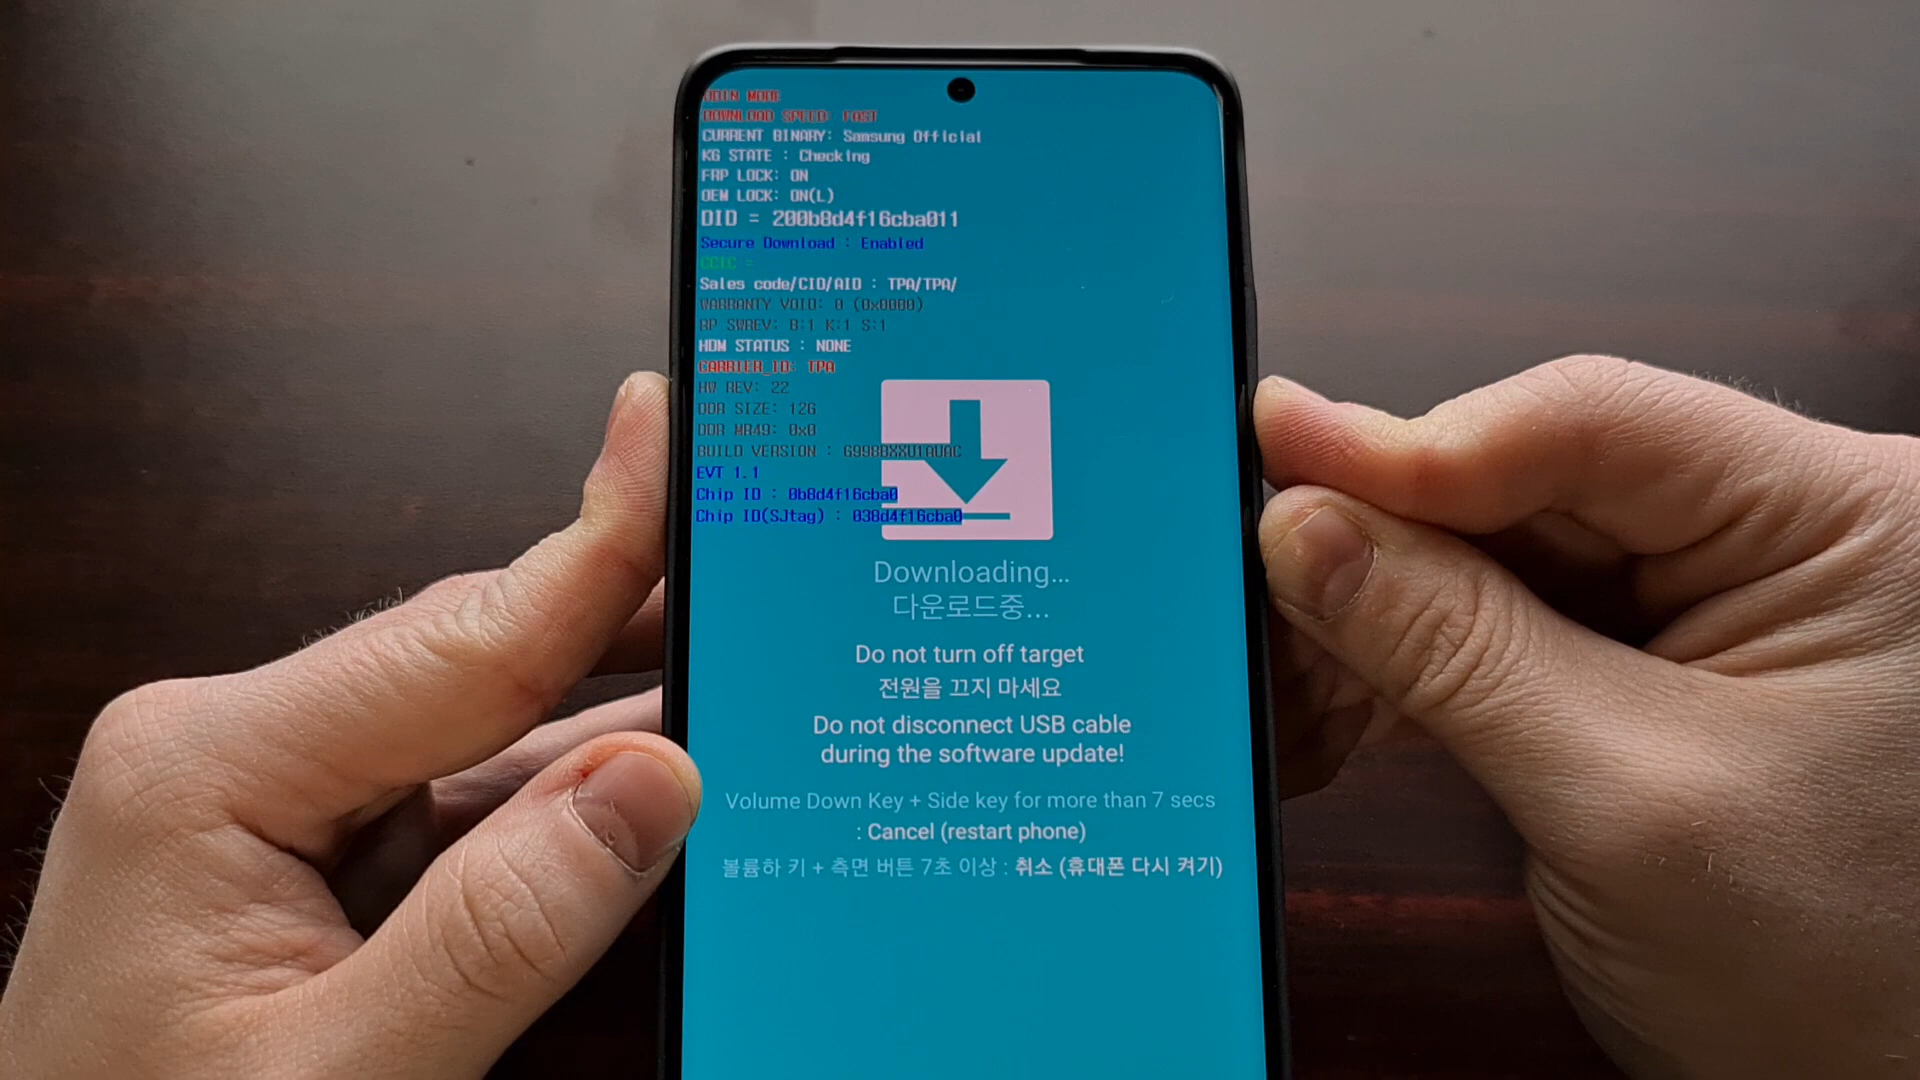 ODIN MODE
DOWNLOAD SPEED: FAST
CURRENT BINARY: Samsung Official
KG STATE : Checking
FRP LOCK: ON
OEM LOCK: ON(L)
DID = 200b8d4f16cba011
Secure Download : Enabled
CCIC =
Sales code/CID/AID : TPA/TPA/
WARRANTY VOID: 0 (0x0000)
RP SWREV: B:1 K:1 S:1
HDM STATUS : NONE
CARRIER_ID: TPA
HW REV: 22
DDR SIZE: 12G
DDR MR49: 0x0
BUILD VERSION : G998BXXU1AUAC
EVT 1.1
Chip ID : 0b8d4f16cba0
Chip ID(SJtag) : 038d4f16cba0
Downloading...
다운로드중...
Do not turn off target
전원을 끄지 마세요
Do not disconnect USB cable
during the software update!
Volume Down Key + Side key for more than 7 secs
: Cancel (restart phone)
볼륨하 키 + 측면 버튼 7초 이상 : 취소 (휴대폰 다시 켜기)